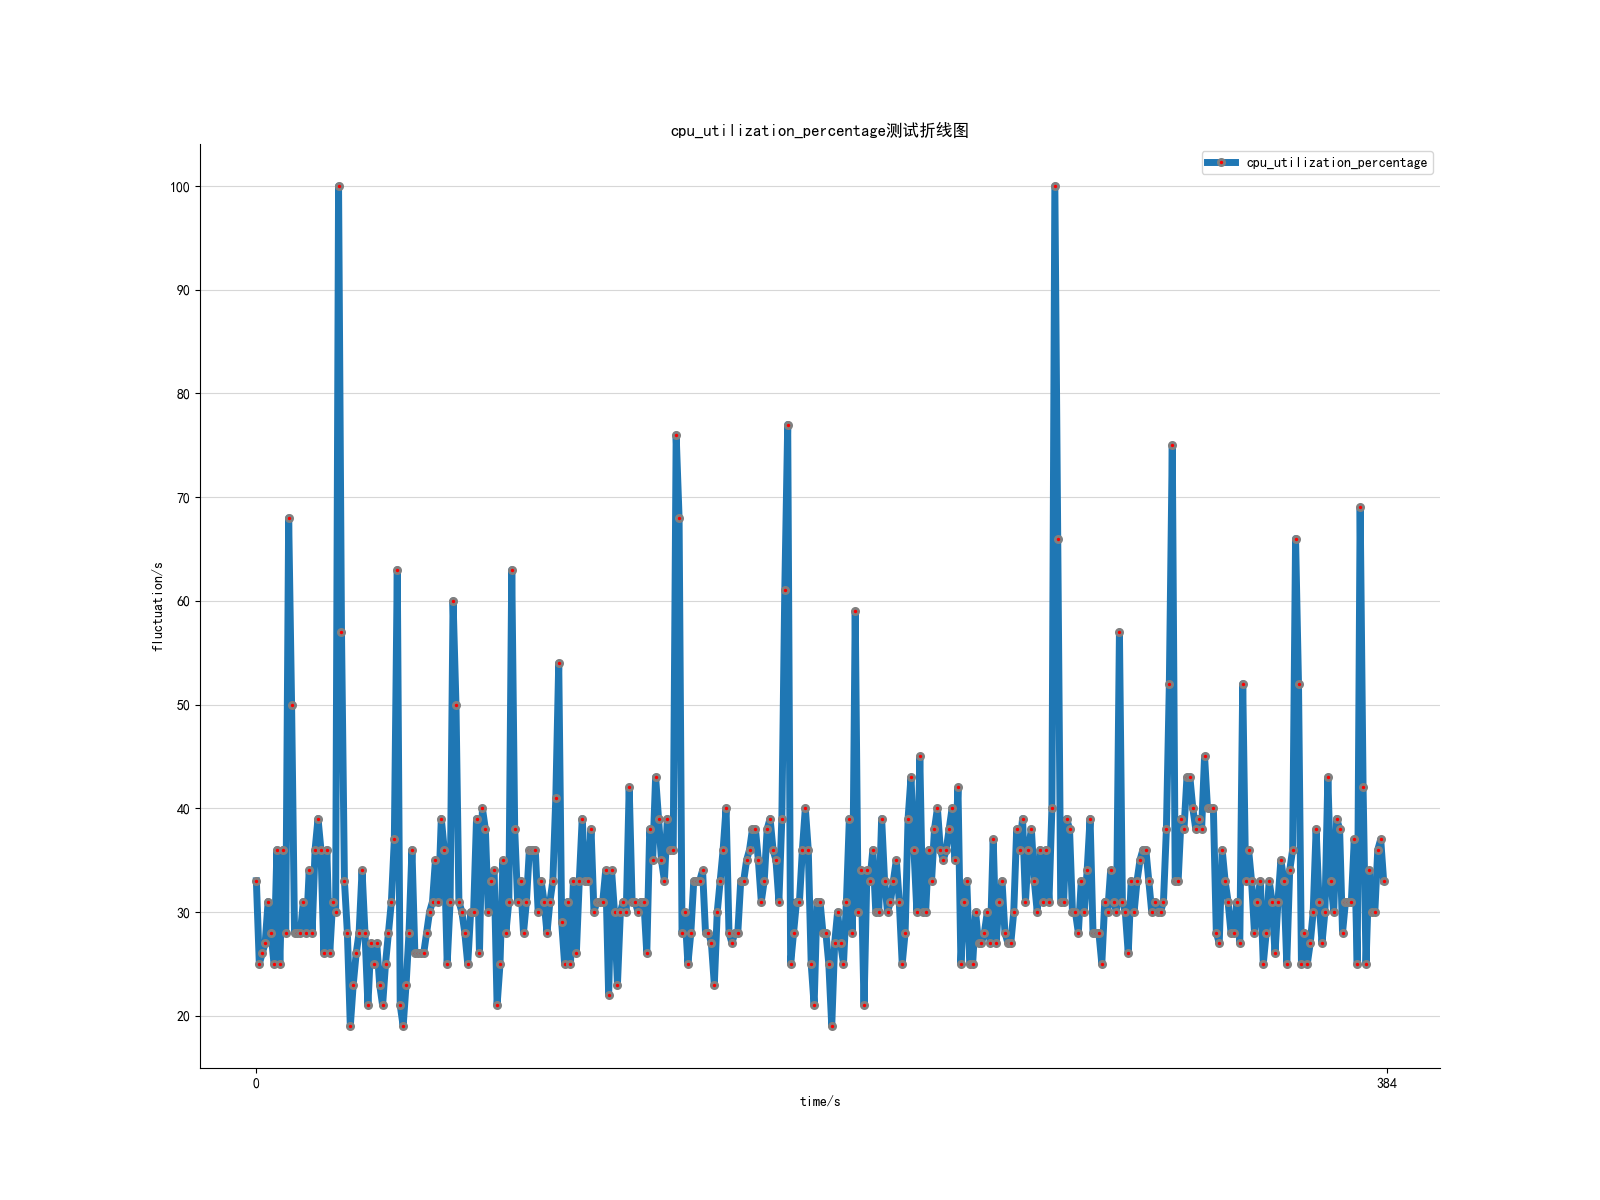 cpu_utilization_percentage测试折线图
cpu_utilization_percentage
100
90
80
70
60
50
40
30
20
fluctuation/s
0
384
time/s